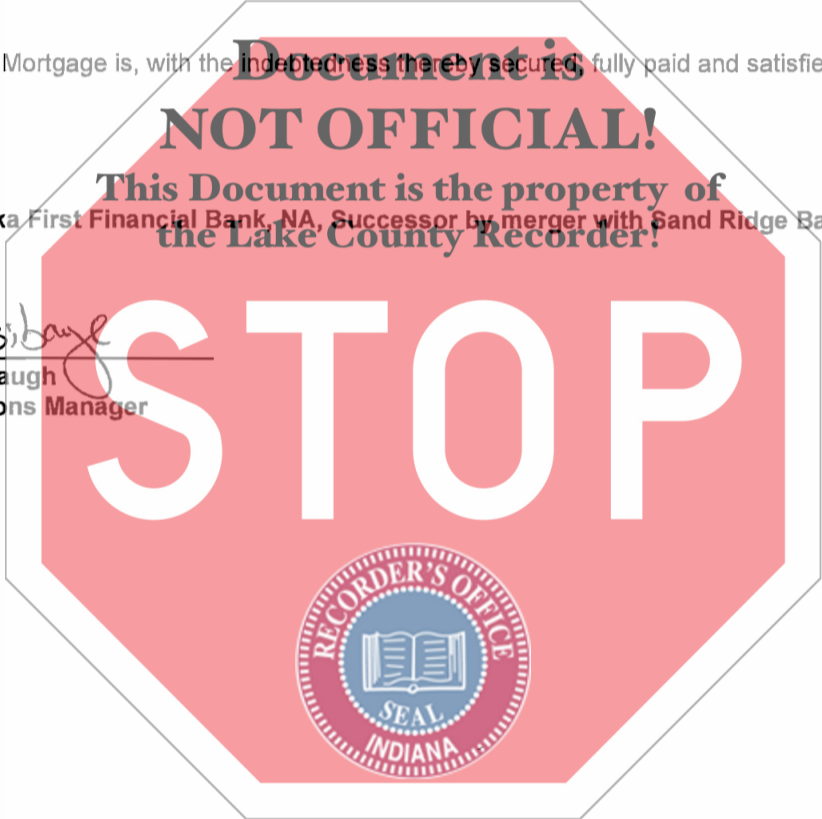 Mortgage is, with the indebtedness thereby secured, fully paid and satisfie
Document is
NOT OFFICIAL!
This Document is the property of
the Lake County Recorder!
ka First Financial Bank, NA, Successor by merger with Sand Ridge Ba
augh
ons Manager
STOP
RECORDER'S OFFICE
SEAL
INDIANA